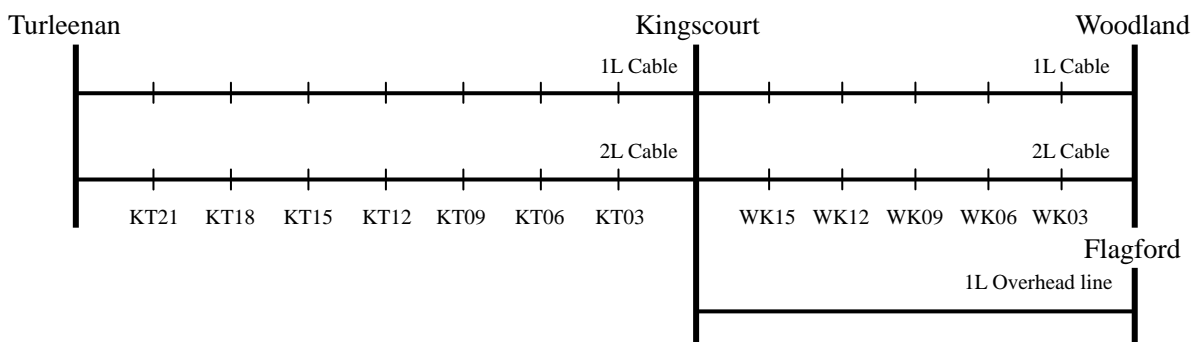 Turleenan Kingscourt Woodland
1L Cable 1L Cable
2L Cable 2L Cable
KT21 KT18 KT15 KT12 KT09 KT06 KT03 WK15 WK12 WK09 WK06 WK03
Flagford
1L Overhead line